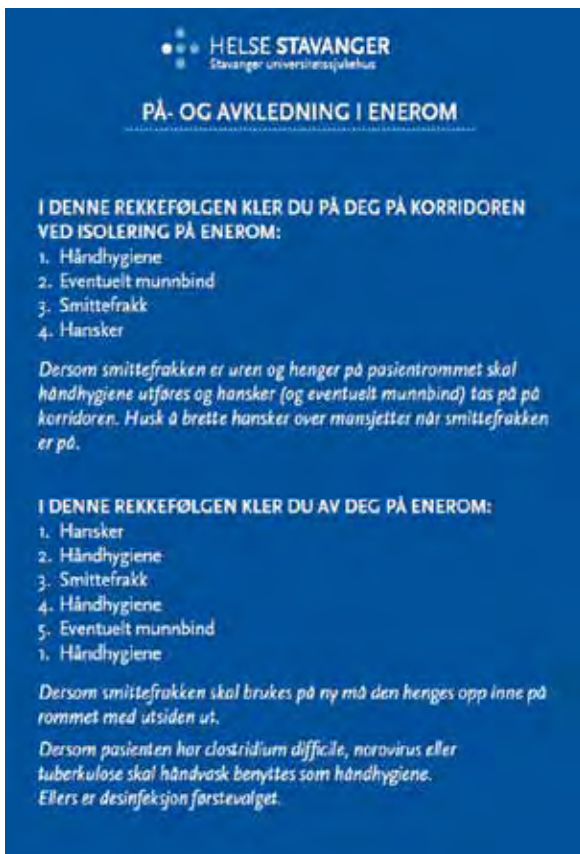 HELSE STAVANGER
Stavanger universitetssjukehus
PÅ- OG AVKLEDNING I ENEROM
I DENNE REKKEFØLGEN KLER DU PÅ DEG PÅ KORRIDOREN
VED ISOLERING PÅ ENEROM:
1. Håndhygiene
2. Eventuelt munnbind
3. Smittefrakk
4. Hansker
Dersom smittefrakken er uren og henger på pasientrommet skal
håndhygiene utføres og hansker (og eventuelt munnbind) tas på på
korridoren. Husk å brette hansker over mansjetter når smittefrakken
er på.
I DENNE REKKEFØLGEN KLER DU AV DEG PÅ ENEROM:
1. Hansker
2. Håndhygiene
3. Smittefrakk
4. Håndhygiene
5. Eventuelt munnbind
1. Håndhygiene
Dersom smittefrakken skal brukes på ny må den henges opp inne på
rommet med utsiden ut.
Dersom pasienten har clostridium difficile, norovirus eller
tuberkulose skal håndvask benyttes som håndhygiene.
Ellers er desinfeksjon førstevalget.